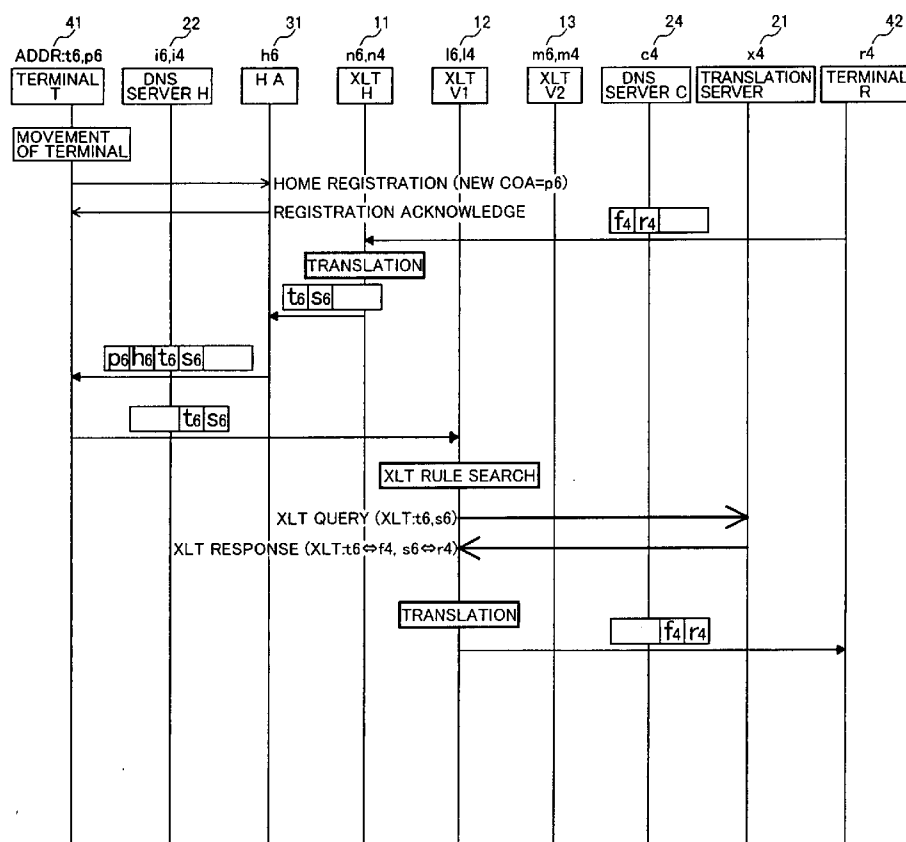 41 22 31 11 12 13 24 21 42
ADDR:t6,p6 i6,i4 h6 n6,n4 l6,l4 m6,m4 c4 x4 r4
TERMINAL T
DNS SERVER H
H A
XLT H
XLT V1
XLT V2
DNS SERVER C
TRANSLATION SERVER
TERMINAL R
MOVEMENT OF TERMINAL
HOME REGISTRATION (NEW COA=p6)
REGISTRATION ACKNOWLEDGE
f4 r4
TRANSLATION
t6 s6
p6 h6 t6 s6
t6 s6
XLT RULE SEARCH
XLT QUERY (XLT:t6,s6)
XLT RESPONSE (XLT:t6⇔f4, s6⇔r4)
TRANSLATION
f4 r4